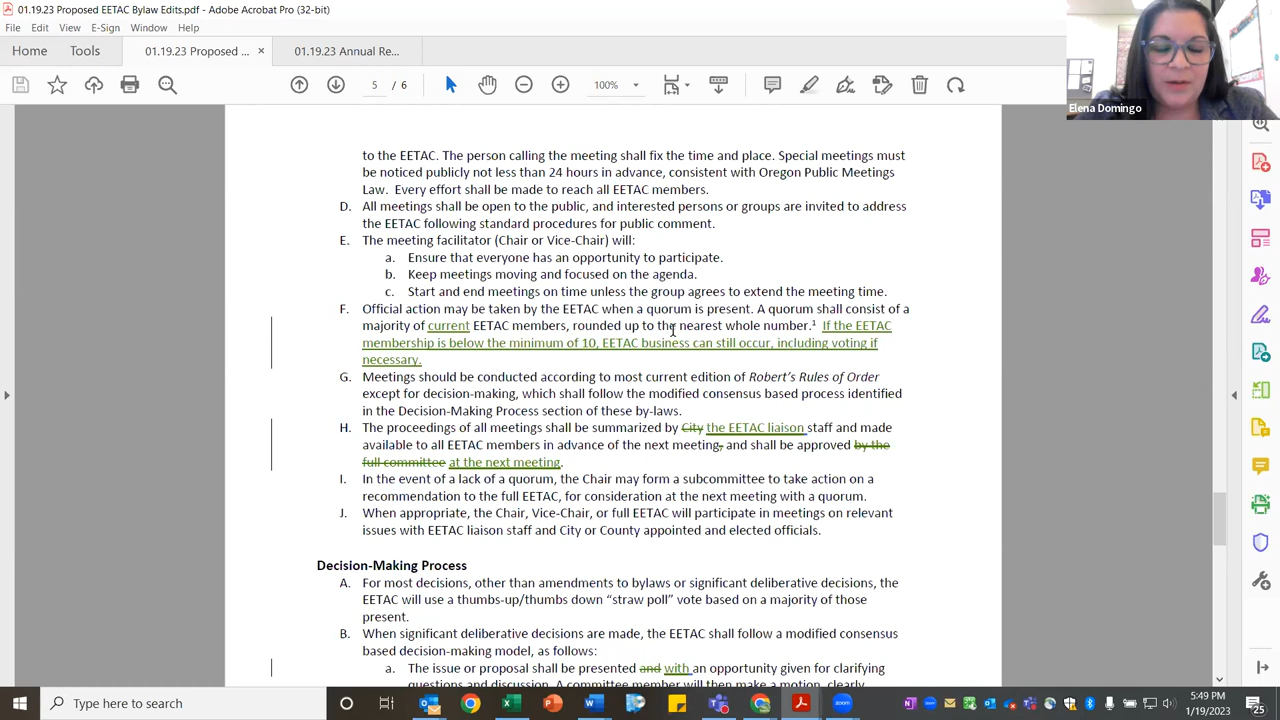 01.19.23 Proposed EETAC Bylaw Edits.pdf - Adobe Acrobat Pro (32-bit)
File Edit View E-Sign Window Help
Home Tools 01.19.23 Proposed ... × 01.19.23 Annual Re...
5 / 6 100%
Elena Domingo
to the EETAC. The person calling the meeting shall fix the time and place. Special meetings must
be noticed publicly not less than 24 hours in advance, consistent with Oregon Public Meetings
Law. Every effort shall be made to reach all EETAC members.
D. All meetings shall be open to the public, and interested persons or groups are invited to address
the EETAC following standard procedures for public comment.
E. The meeting facilitator (Chair or Vice-Chair) will:
a. Ensure that everyone has an opportunity to participate.
b. Keep meetings moving and focused on the agenda.
c. Start and end meetings on time unless the group agrees to extend the meeting time.
F. Official action may be taken by the EETAC when a quorum is present. A quorum shall consist of a
majority of current EETAC members, rounded up to the nearest whole number.¹ If the EETAC
membership is below the minimum of 10, EETAC business can still occur, including voting if
necessary.
G. Meetings should be conducted according to most current edition of Robert's Rules of Order
except for decision-making, which shall follow the modified consensus based process identified
in the Decision-Making Process section of these by-laws.
H. The proceedings of all meetings shall be summarized by City the EETAC liaison staff and made
available to all EETAC members in advance of the next meeting, and shall be approved by the
full committee at the next meeting.
I. In the event of a lack of a quorum, the Chair may form a subcommittee to take action on a
recommendation to the full EETAC, for consideration at the next meeting with a quorum.
J. When appropriate, the Chair, Vice-Chair, or full EETAC will participate in meetings on relevant
issues with EETAC liaison staff and City or County appointed and elected officials.
Decision-Making Process
A. For most decisions, other than amendments to bylaws or significant deliberative decisions, the
EETAC will use a thumbs-up/thumbs down “straw poll” vote based on a majority of those
present.
B. When significant deliberative decisions are made, the EETAC shall follow a modified consensus
based decision-making model, as follows:
a. The issue or proposal shall be presented and with an opportunity given for clarifying
questions and discussion. A committee member will then make a motion, clearly
Type here to search
5:49 PM
1/19/2023
25